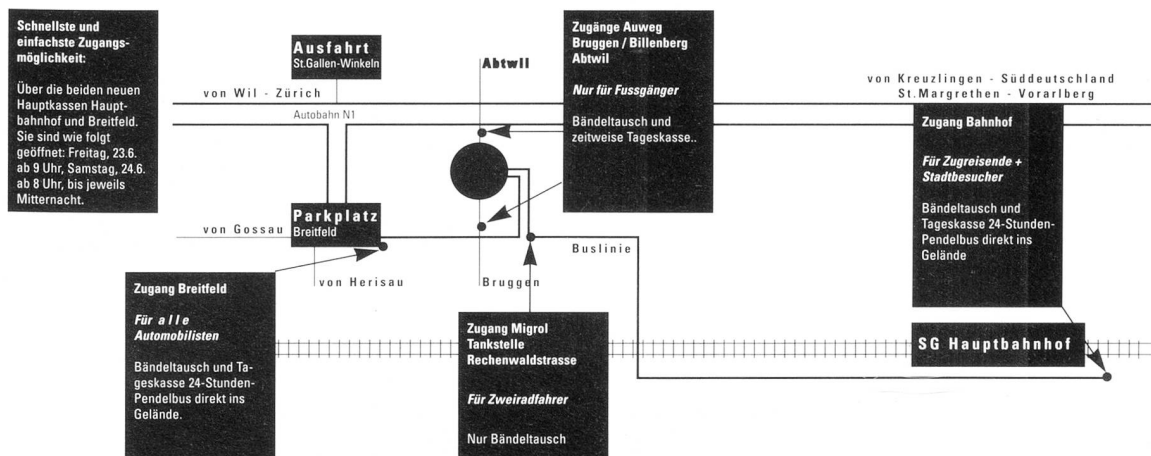 Schnellste und
einfachste Zugangs-
möglichkeit:
Über die beiden neuen
Hauptkassen Haupt-
bahnhof und Breitfeld.
Sie sind wie folgt
geöffnet: Freitag, 23.6.
ab 9 Uhr, Samstag, 24.6.
ab 8 Uhr, bis jeweils
Mitternacht.
Ausfahrt
St.Gallen-Winkeln
Abtwil
Zugänge Auweg
Bruggen / Billenberg
Abtwil
Nur für Fussgänger
Bändeltausch und
zeitweise Tageskasse..
von Kreuzlingen - Süddeutschland
St.Margrethen - Vorarlberg
von Wil - Zürich
Autobahn N1
Zugang Bahnhof
Für Zugreisende +
Stadtbesucher
Bändeltausch und
Tageskasse 24-Stunden-
Pendelbus direkt ins
Gelände
Parkplatz
Breitfeld
von Gossau
Buslinie
von Herisau
Bruggen
Zugang Breitfeld
Für alle
Automobilisten
Bändeltausch und Ta-
geskasse 24-Stunden-
Pendelbus direkt ins
Gelände.
Zugang Migrol
Tankstelle
Rechenwaldstrasse
Für Zweiradfahrer
Nur Bändeltausch
SG Hauptbahnhof